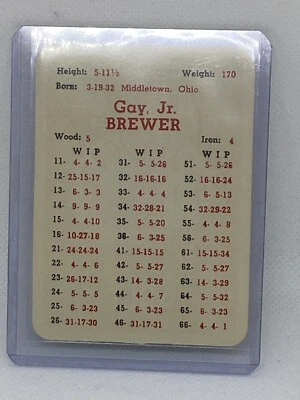 Height: 5-11½ Weight: 170
Born: 3-19-32 Middletown, Ohio
Gay, Jr.
BREWER
Wood: 5 Iron: 4
W I P W I P W I P
11- 4- 4- 2 31- 5- 5-26 51- 5- 5-26
12- 25-15-17 32- 16-16-16 52- 16-16-24
13- 6- 3- 3 33- 4- 4- 4 53- 6- 5-13
14- 9- 9- 9 34- 32-28-21 54- 32-29-22
15- 4- 4-10 35- 5- 5-20 55- 6- 3-25
16- 10-27-18 36- 6- 3-25 56- 6- 3-25
21- 24-24-24 41- 15-15-15 61- 15-15-34
22- 4- 4- 6 42- 5- 5-27 62- 5- 5-27
23- 26-17-12 43- 14- 3-28 63- 14- 3-28
24- 5- 5- 5 44- 4- 4- 7 64- 5- 5-32
25- 6- 3-23 45- 6- 3-31 65- 6- 3-23
26- 31-17-30 46- 31-17-31 66- 4- 4- 1